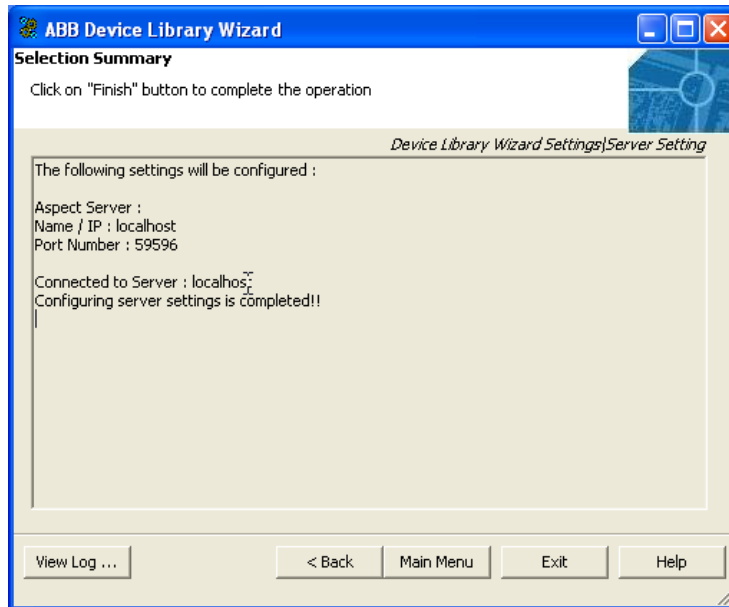 ABB Device Library Wizard
Selection Summary
Click on "Finish" button to complete the operation
Device Library Wizard Settings|Server Setting
The following settings will be configured :
Aspect Server :
Name / IP : localhost
Port Number : 59596
Connected to Server : localhost
Configuring server settings is completed!!
View Log ...
< Back
Main Menu
Exit
Help